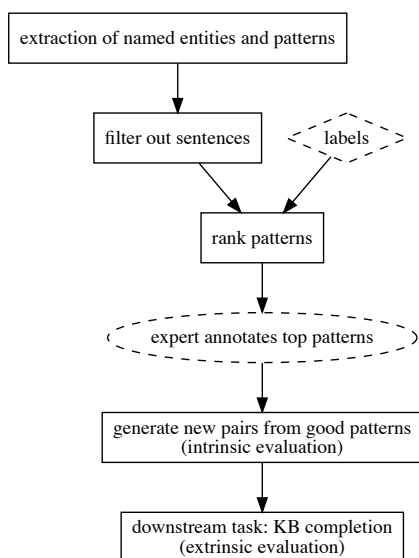 extraction of named entities and patterns
filter out sentences
labels
rank patterns
expert annotates top patterns
generate new pairs from good patterns
(intrinsic evaluation)
downstream task: KB completion
(extrinsic evaluation)